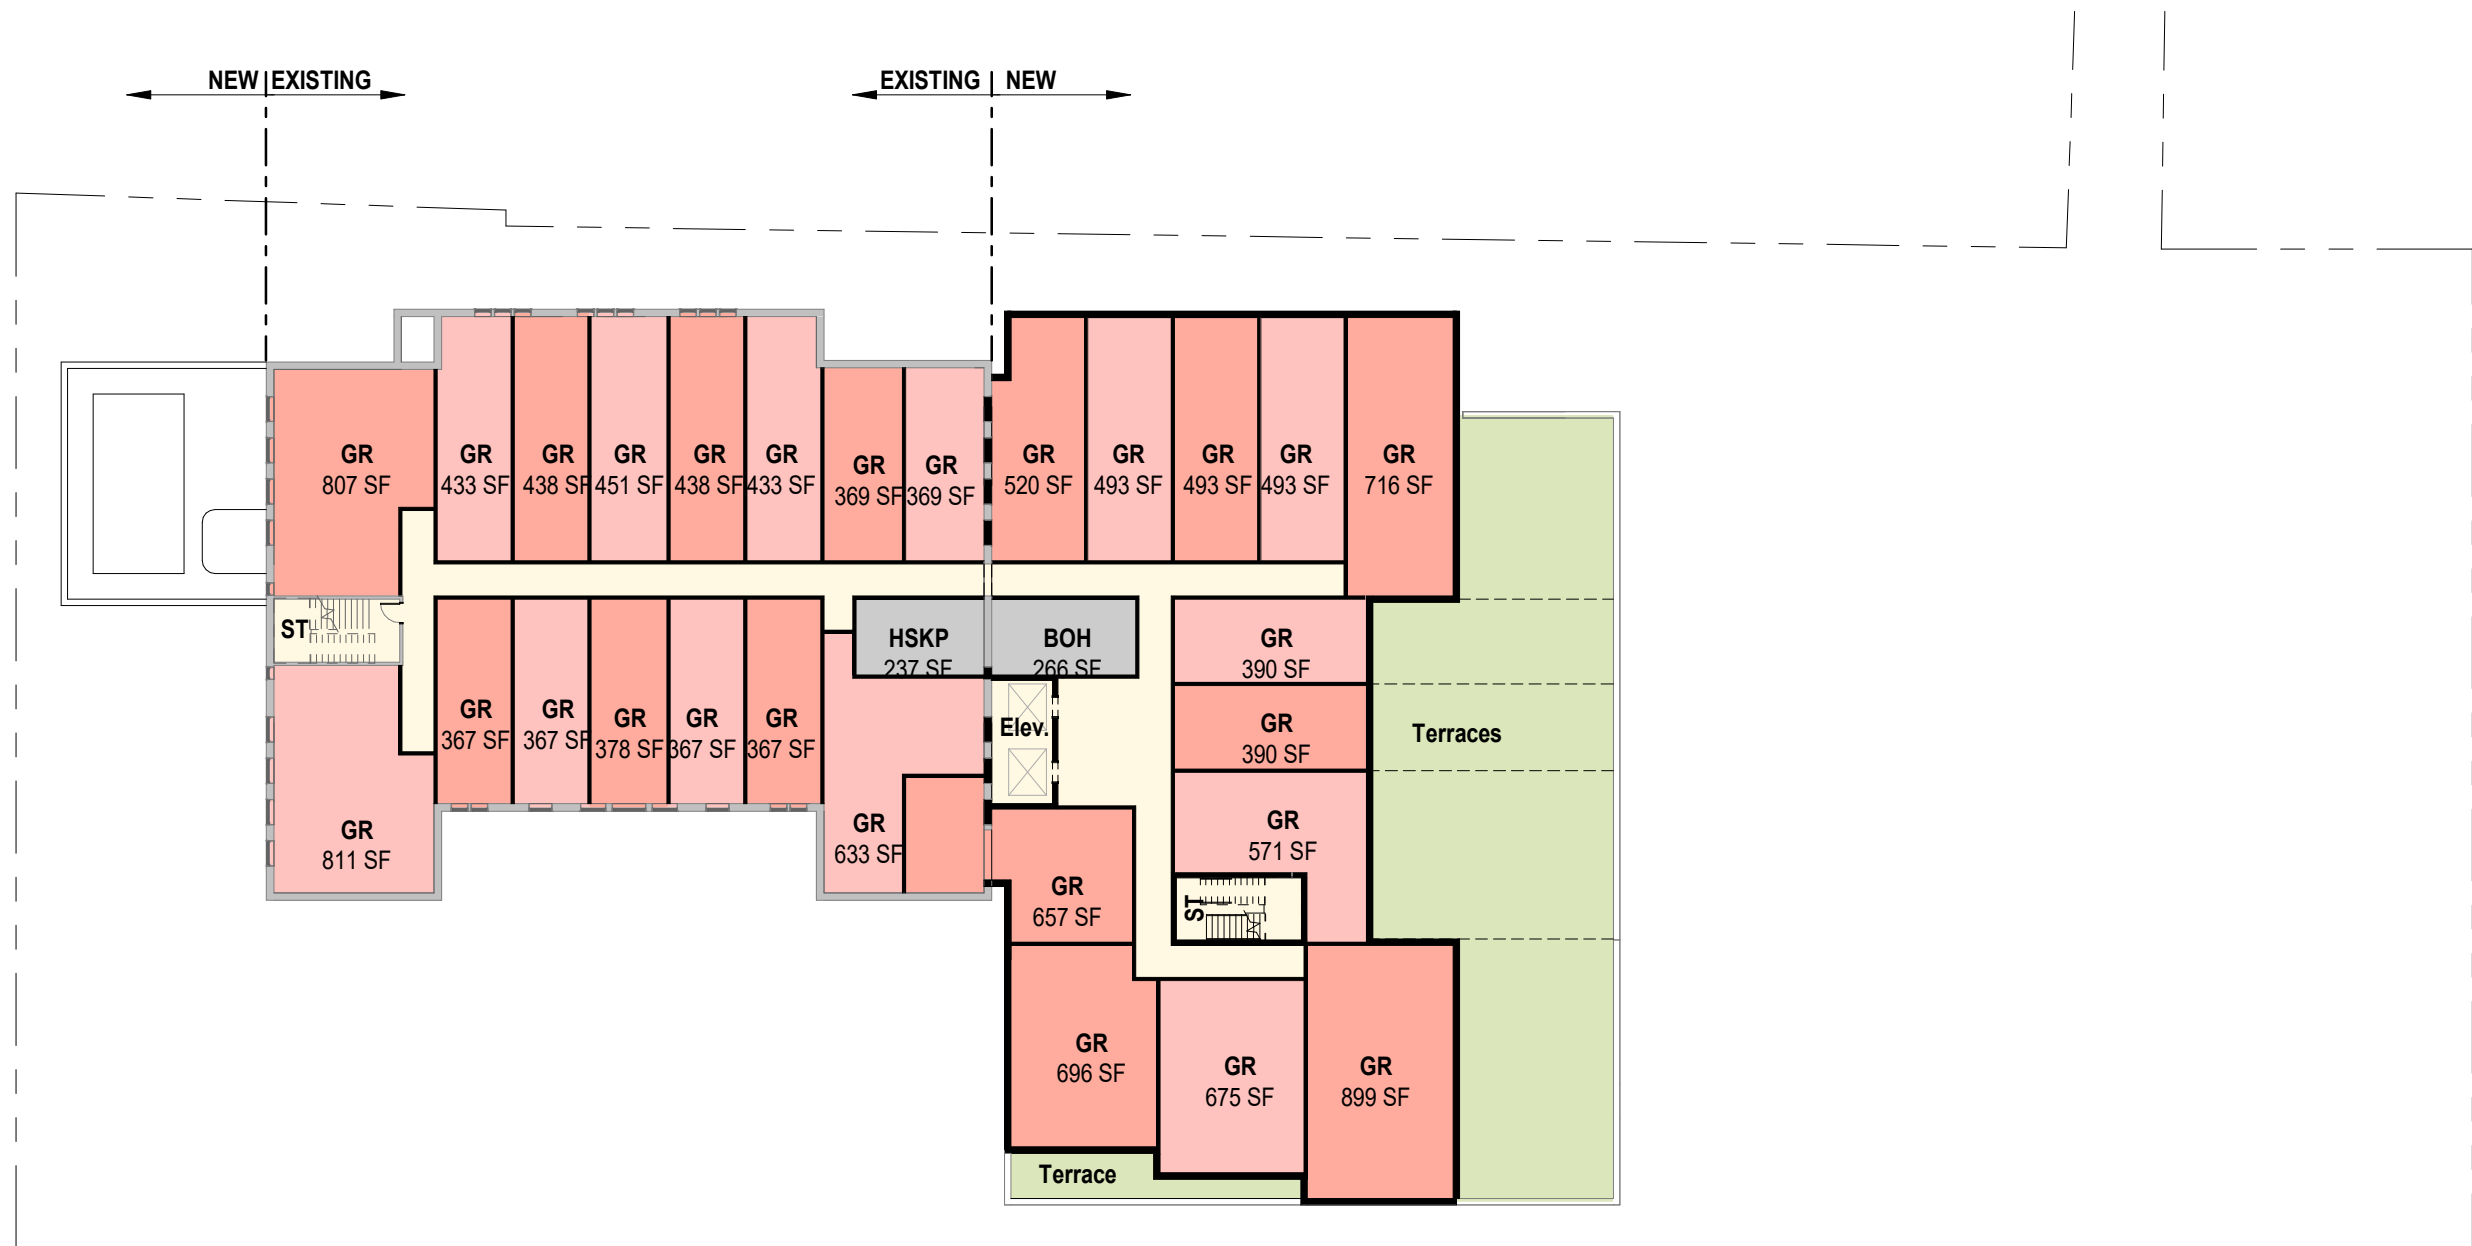 NEW EXISTING
EXISTING NEW
GR
807 SF
GR
433 SF
GR
438 SF
GR
451 SF
GR
438 SF
GR
433 SF
GR
369 SF
GR
369 SF
GR
520 SF
GR
493 SF
GR
493 SF
GR
493 SF
GR
716 SF
ST
HSKP
237 SF
BOH
266 SF
GR
390 SF
GR
367 SF
GR
367 SF
GR
378 SF
GR
367 SF
GR
367 SF
Elev.
GR
390 SF
Terraces
GR
811 SF
GR
633 SF
GR
571 SF
GR
657 SF
ST
GR
696 SF
GR
675 SF
GR
899 SF
Terrace